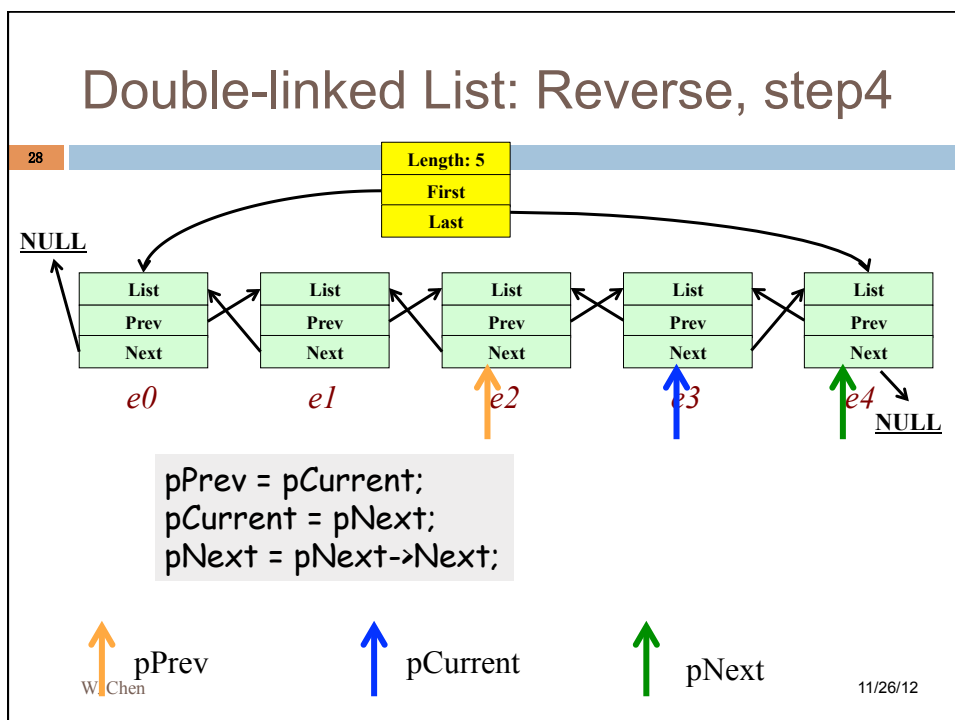 Double-linked List: Reverse, step4
28
Length: 5
First
Last
NULL
List List List List List
Prev Prev Prev Prev Prev
Next Next Next Next Next
e0 e1 e2 e3 e4
NULL
pPrev = pCurrent;
pCurrent = pNext;
pNext = pNext->Next;
pPrev pCurrent pNext
Chen 11/26/12